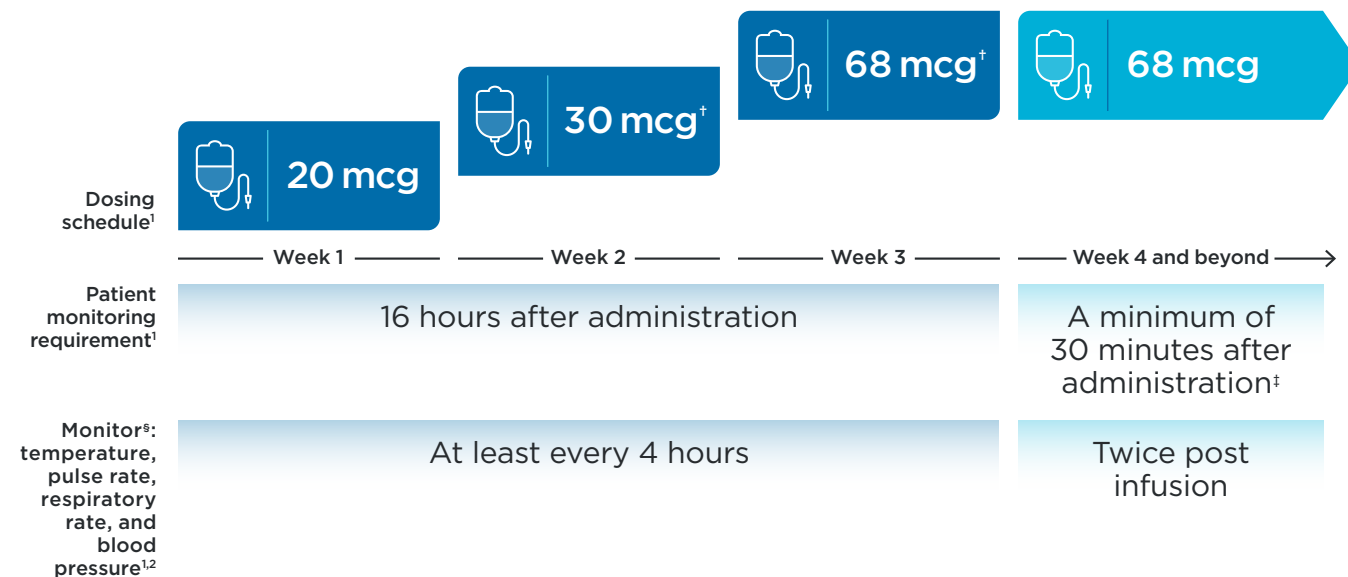 68 mcg†
68 mcg
30 mcg†
20 mcg
Dosing
schedule¹
Week 1
Week 2
Week 3
Week 4 and beyond
Patient
monitoring
requirement¹
16 hours after administration
A minimum of
30 minutes after
administration‡
Monitor§:
temperature,
pulse rate,
respiratory
rate, and
blood
pressure¹,²
At least every 4 hours
Twice post
infusion